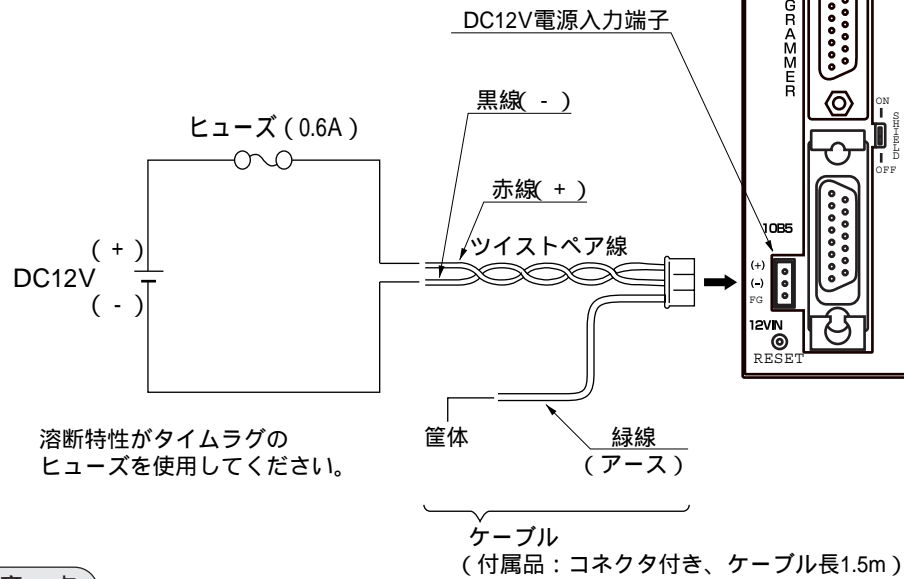 DC12V電源入力端子
GRAMMER
黒線( - )
ヒューズ(0.6A)
ON
SHIELD
OFF
赤線( + )
ツイストペア線
10B5
( + )
DC12V
( - )
(+)
(-)
FG
12VIN
RESET
溶断特性がタイムラグの
ヒューズを使用してください。
筐体
緑線
(アース)
ケーブル
(付属品:コネクタ付き、ケーブル長1.5m)